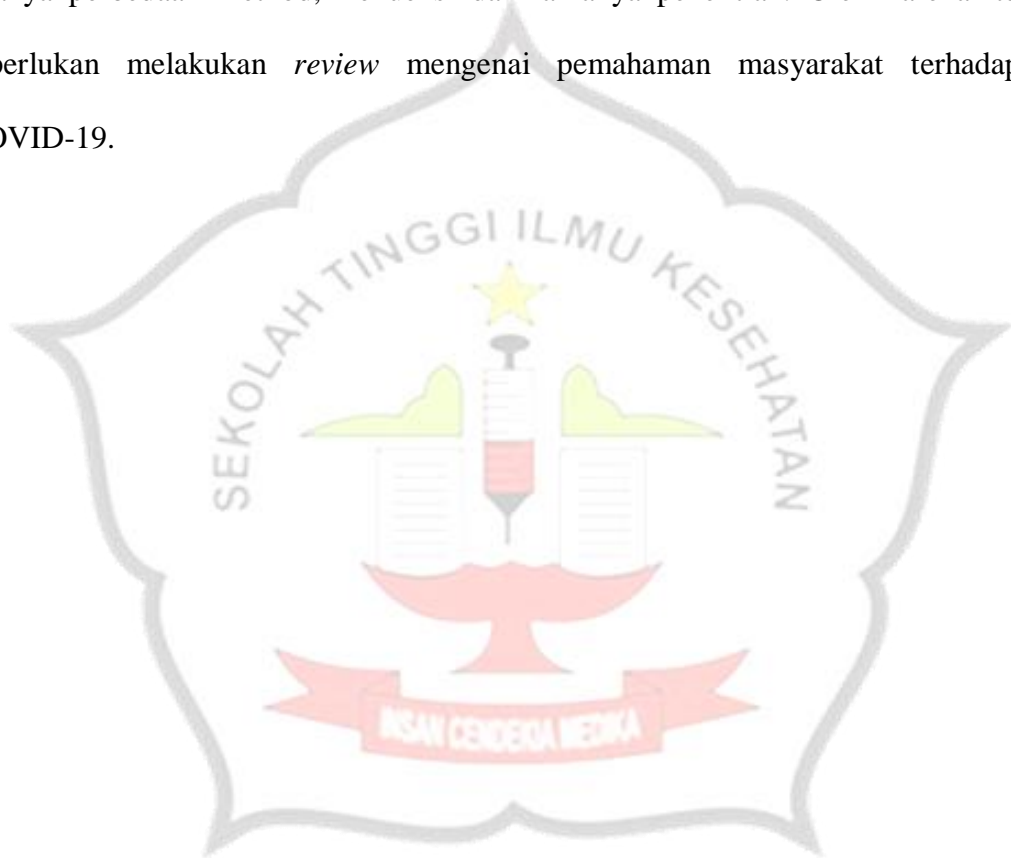 perlukan melakukan review mengenai pemahaman masyarakat terhadap
OVID-19.
SEKOLAH TINGGI ILMU KESEHATAN
INSAN CENDEKIA MEDIKA